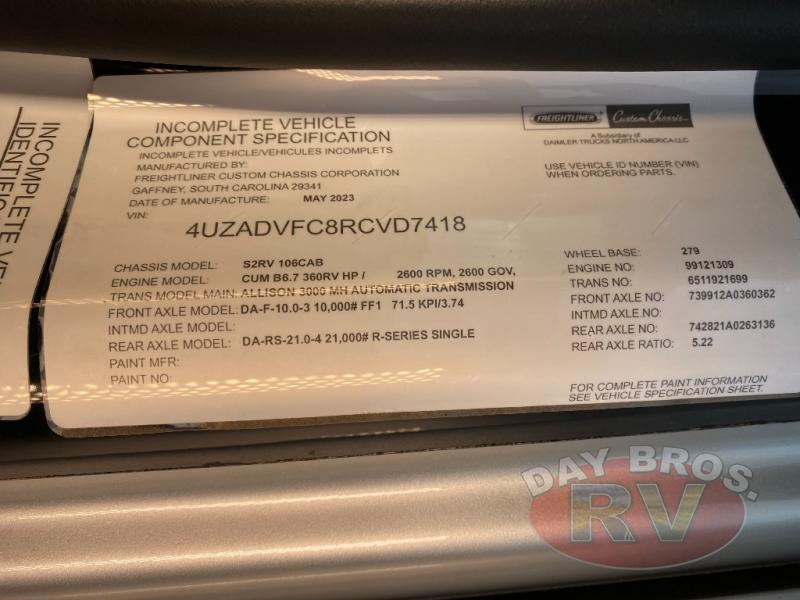 INCOMPLETE VE
IDENTIFIC
INCOMPLETE VEHICLE
COMPONENT SPECIFICATION
INCOMPLETE VEHICLE/VEHICULES INCOMPLETS
MANUFACTURED BY:
FREIGHTLINER CUSTOM CHASSIS CORPORATION
GAFFNEY, SOUTH CAROLINA 29341
DATE OF MANUFACTURE: MAY 2023
VIN:
4UZADVFC8RCVD7418
FREIGHTLINER Custom Chassis
A Subsidiary of
DAIMLER TRUCKS NORTH AMERICA LLC
USE VEHICLE ID NUMBER (VIN)
WHEN ORDERING PARTS.
CHASSIS MODEL: S2RV 106CAB
ENGINE MODEL: CUM B6.7 360RV HP / 2600 RPM, 2600 GOV,
TRANS MODEL MAIN: ALLISON 3000 MH AUTOMATIC TRANSMISSION
FRONT AXLE MODEL: DA-F-10.0-3 10,000# FF1 71.5 KPI/3.74
INTMD AXLE MODEL:
REAR AXLE MODEL: DA-RS-21.0-4 21,000# R-SERIES SINGLE
PAINT MFR:
PAINT NO:
WHEEL BASE: 279
ENGINE NO: 99121309
TRANS NO: 6511921699
FRONT AXLE NO: 739912A0360362
INTMD AXLE NO:
REAR AXLE NO: 742821A0263136
REAR AXLE RATIO: 5.22
FOR COMPLETE PAINT INFORMATION
SEE VEHICLE SPECIFICATION SHEET.
DAY BROS.
RV